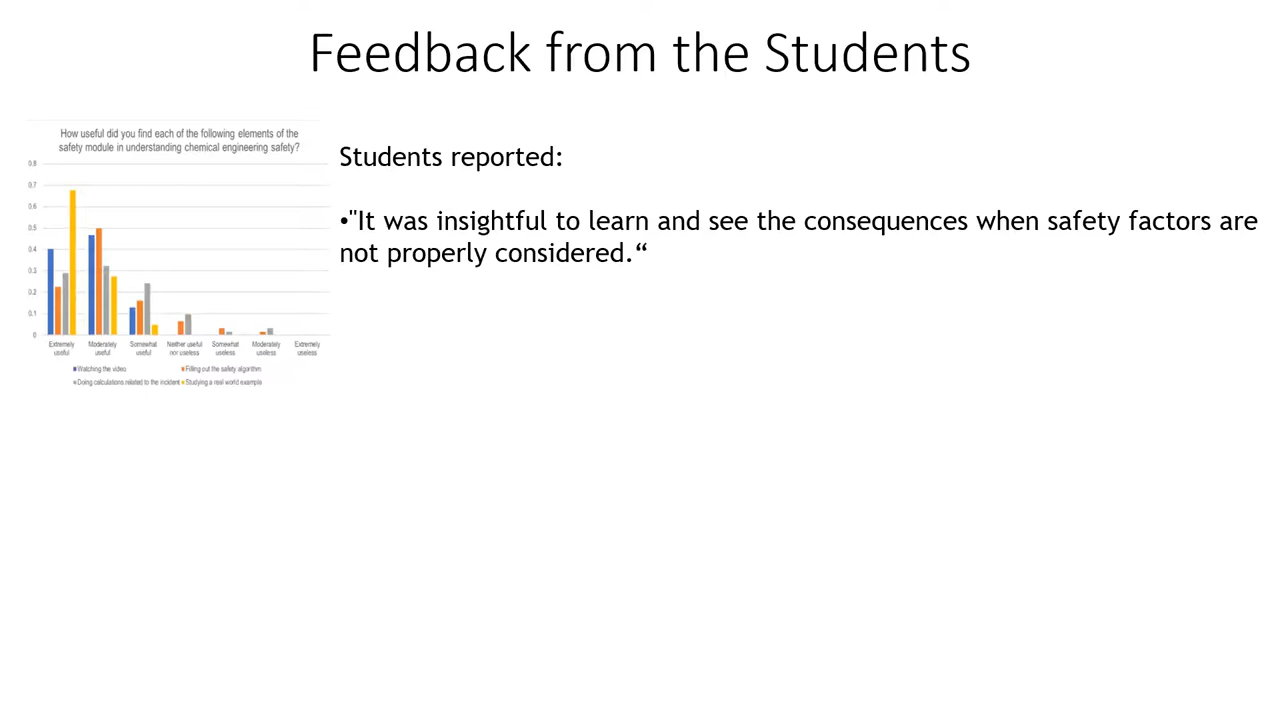 Feedback from the Students
How useful did you find each of the following elements of the
safety module in understanding chemical engineering safety?
0.8
0.7
0.6
0.5
0.4
0.3
0.2
0.1
0
Extremely useful
Moderately useful
Somewhat useful
Neither useful nor useless
Somewhat useless
Moderately useless
Extremely useless
Watching the video
Filling out the safety algorithm
Doing calculations related to the incident
Studying a real world example
Students reported:
•"It was insightful to learn and see the consequences when safety factors are
not properly considered.“